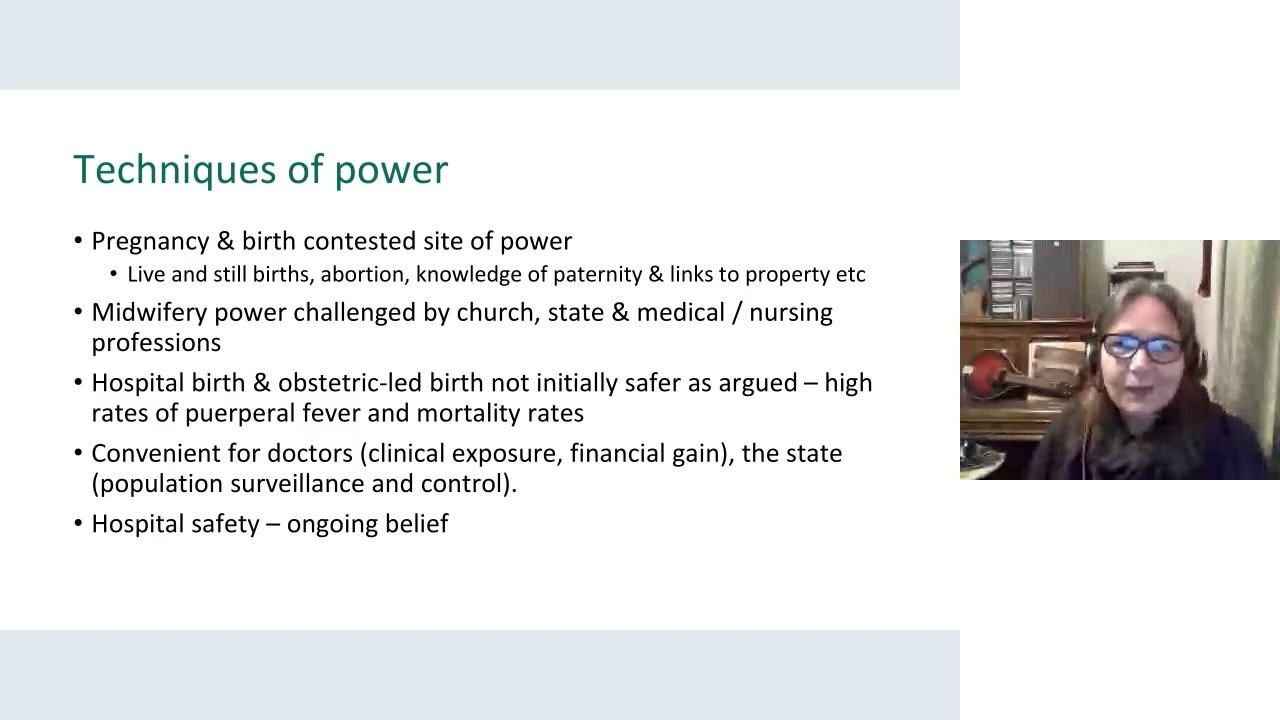 Techniques of power
• Pregnancy & birth contested site of power
• Live and still births, abortion, knowledge of paternity & links to property etc
• Midwifery power challenged by church, state & medical / nursing
professions
• Hospital birth & obstetric-led birth not initially safer as argued – high
rates of puerperal fever and mortality rates
• Convenient for doctors (clinical exposure, financial gain), the state
(population surveillance and control).
• Hospital safety – ongoing belief